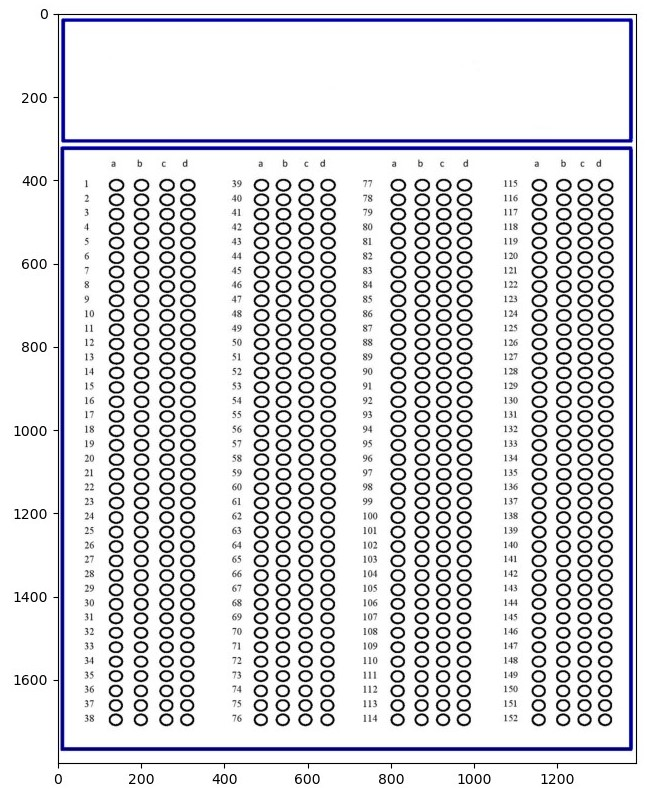 0
200
a b c d a b c d a b c d a b c d
400
1 39 77 115
2 40 78 116
3 41 79 117
4 42 80 118
5 43 81 119
600
6 44 82 120
7 45 83 121
8 46 84 122
9 47 85 123
10 48 86 124
11 49 87 125
800
12 50 88 126
13 51 89 127
14 52 90 128
15 53 91 129
16 54 92 130
17 55 93 131
1000
18 56 94 132
19 57 95 133
20 58 96 134
21 59 97 135
22 60 98 136
23 61 99 137
1200
24 62 100 138
25 63 101 139
26 64 102 140
27 65 103 141
28 66 104 142
1400
29 67 105 143
30 68 106 144
31 69 107 145
32 70 108 146
33 71 109 147
1600
34 72 110 148
35 73 111 149
36 74 112 150
37 75 113 151
38 76 114 152
0 200 400 600 800 1000 1200